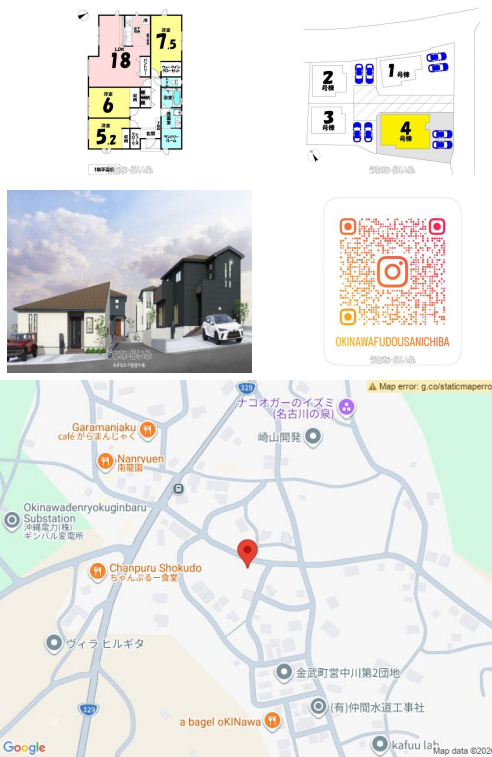 LDK
18
洋室
7.5
洋室
6
洋室
5.2
玄関
1
号棟
2
号棟
3
号棟
4
号棟
OKINAWAFUDOUSANICHIBA
329
Map error: g.co/staticmaperro
ナコオガーのイズミ
(名古川の泉)
Garamanjaku
café がらまんじゃく
崎山開発
Nanryuen
南龍園
Okinawadenryokuginbaru
Substation
沖縄電力(株)
ギンバル変電所
Chanpuru Shokudo
ちゃんぷるー食堂
ヴィラ ヒルギタ
金武町営中川第2団地
329
(有)仲間水道工事社
a bagel oKINawa
kafuu lab
Google
Map data ©2026